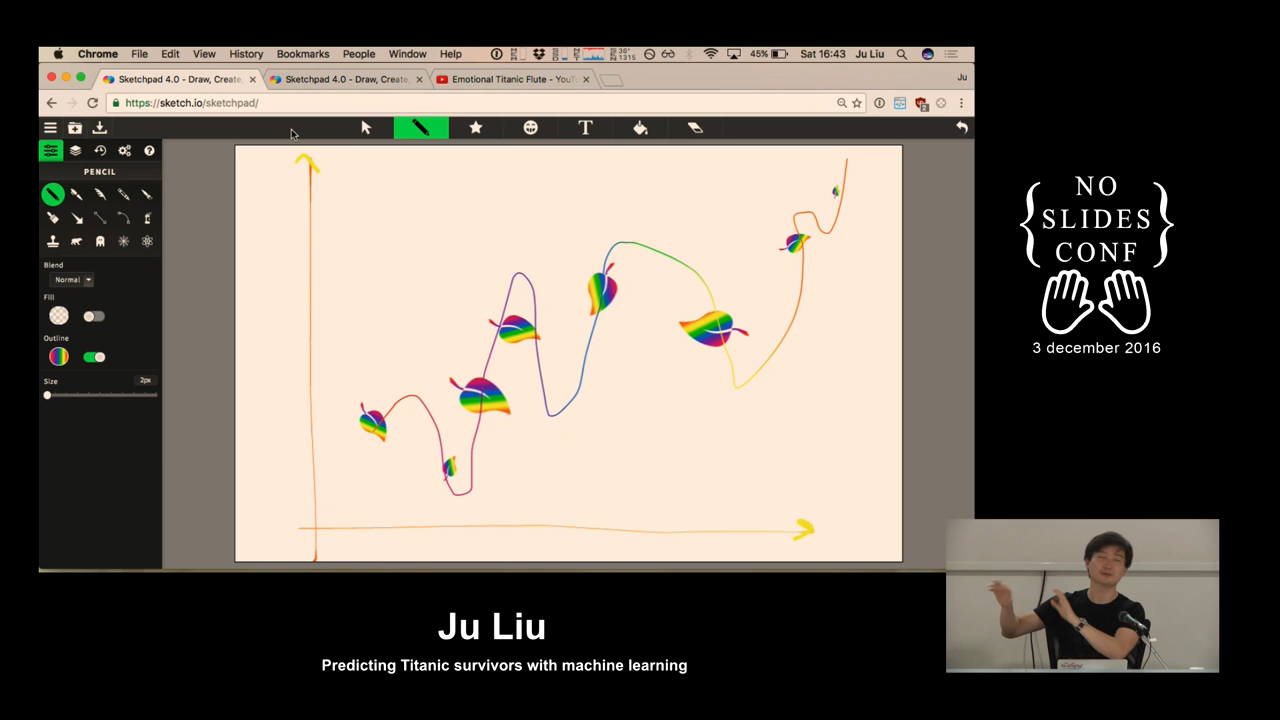 Chrome File Edit View History Bookmarks People Window Help 45% Sat 16:43 Ju Liu
Sketchpad 4.0 - Draw, Create, Sketchpad 4.0 - Draw, Create, Emotional Titanic Flute - YouT Ju
https://sketch.io/sketchpad/
T
PENCIL
Blend
Normal
Fill
Outline
Size 2px
NO
SLIDES
CONF
3 december 2016
Ju Liu
Predicting Titanic survivors with machine learning